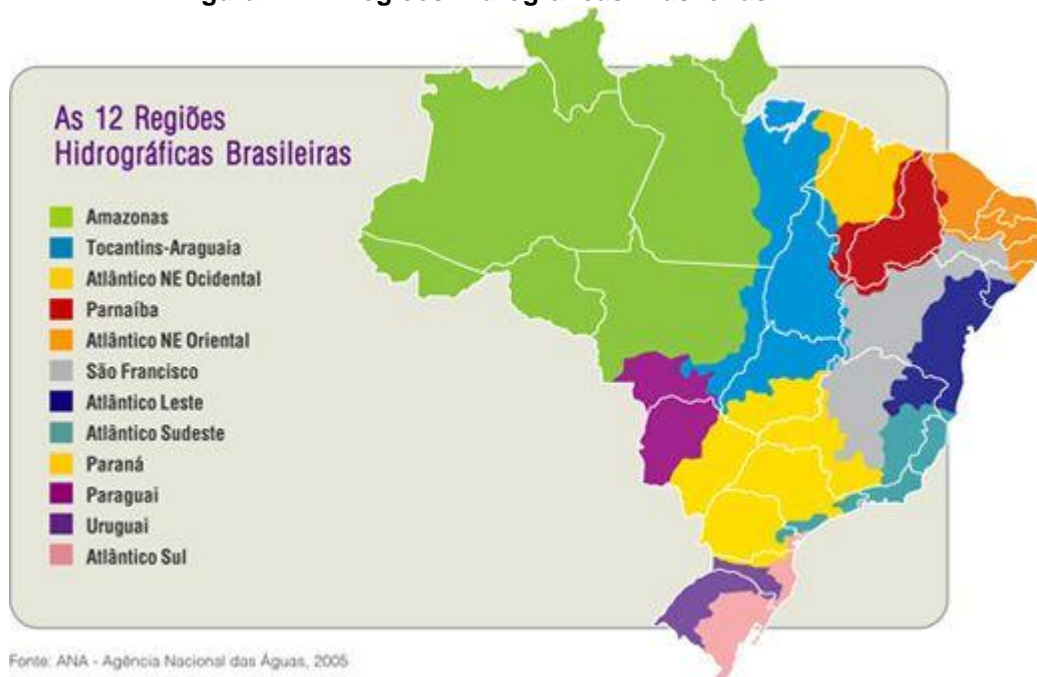 As 12 Regiões
Hidrográficas Brasileiras
Amazonas
Tocantins-Araguaia
Atlântico NE Ocidental
Parnaíba
Atlântico NE Oriental
São Francisco
Atlântico Leste
Atlântico Sudeste
Paraná
Paraguai
Uruguai
Atlântico Sul
Fonte: ANA - Agência Nacional das Águas, 2005